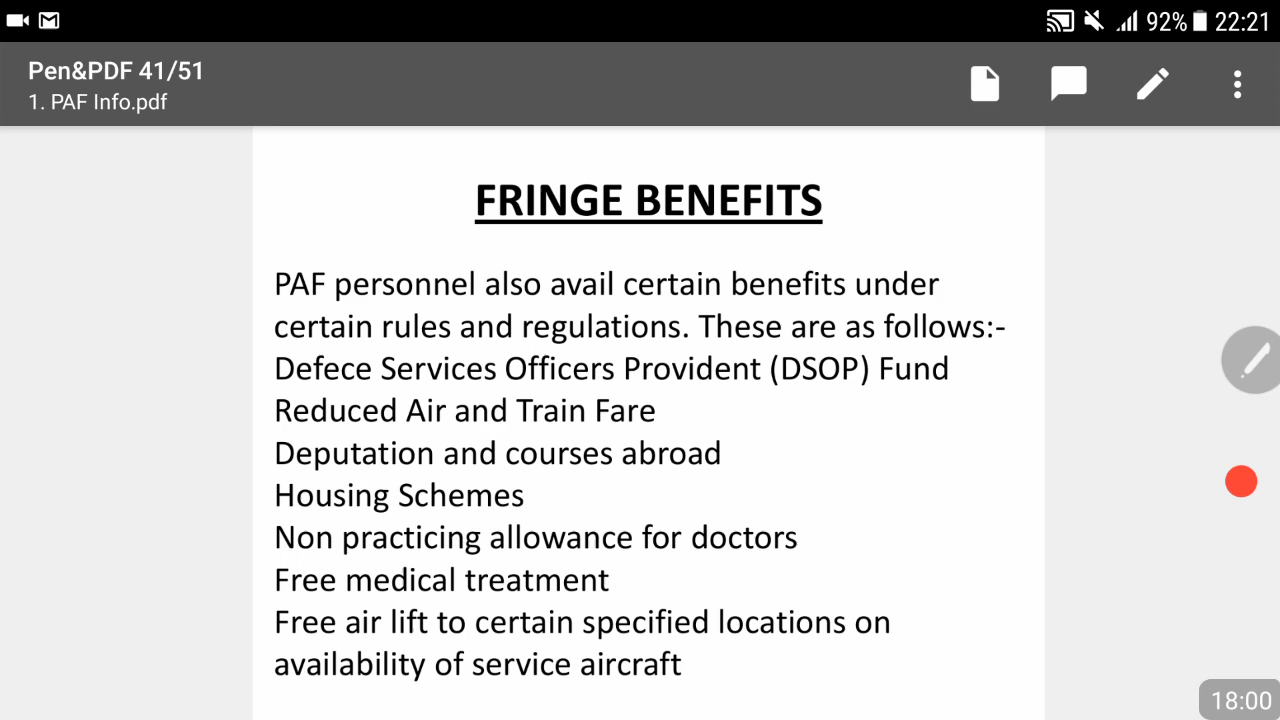 92% 22:21
Pen&PDF 41/51
1. PAF Info.pdf
FRINGE BENEFITS
PAF personnel also avail certain benefits under
certain rules and regulations. These are as follows:-
Defece Services Officers Provident (DSOP) Fund
Reduced Air and Train Fare
Deputation and courses abroad
Housing Schemes
Non practicing allowance for doctors
Free medical treatment
Free air lift to certain specified locations on
availability of service aircraft
18:00